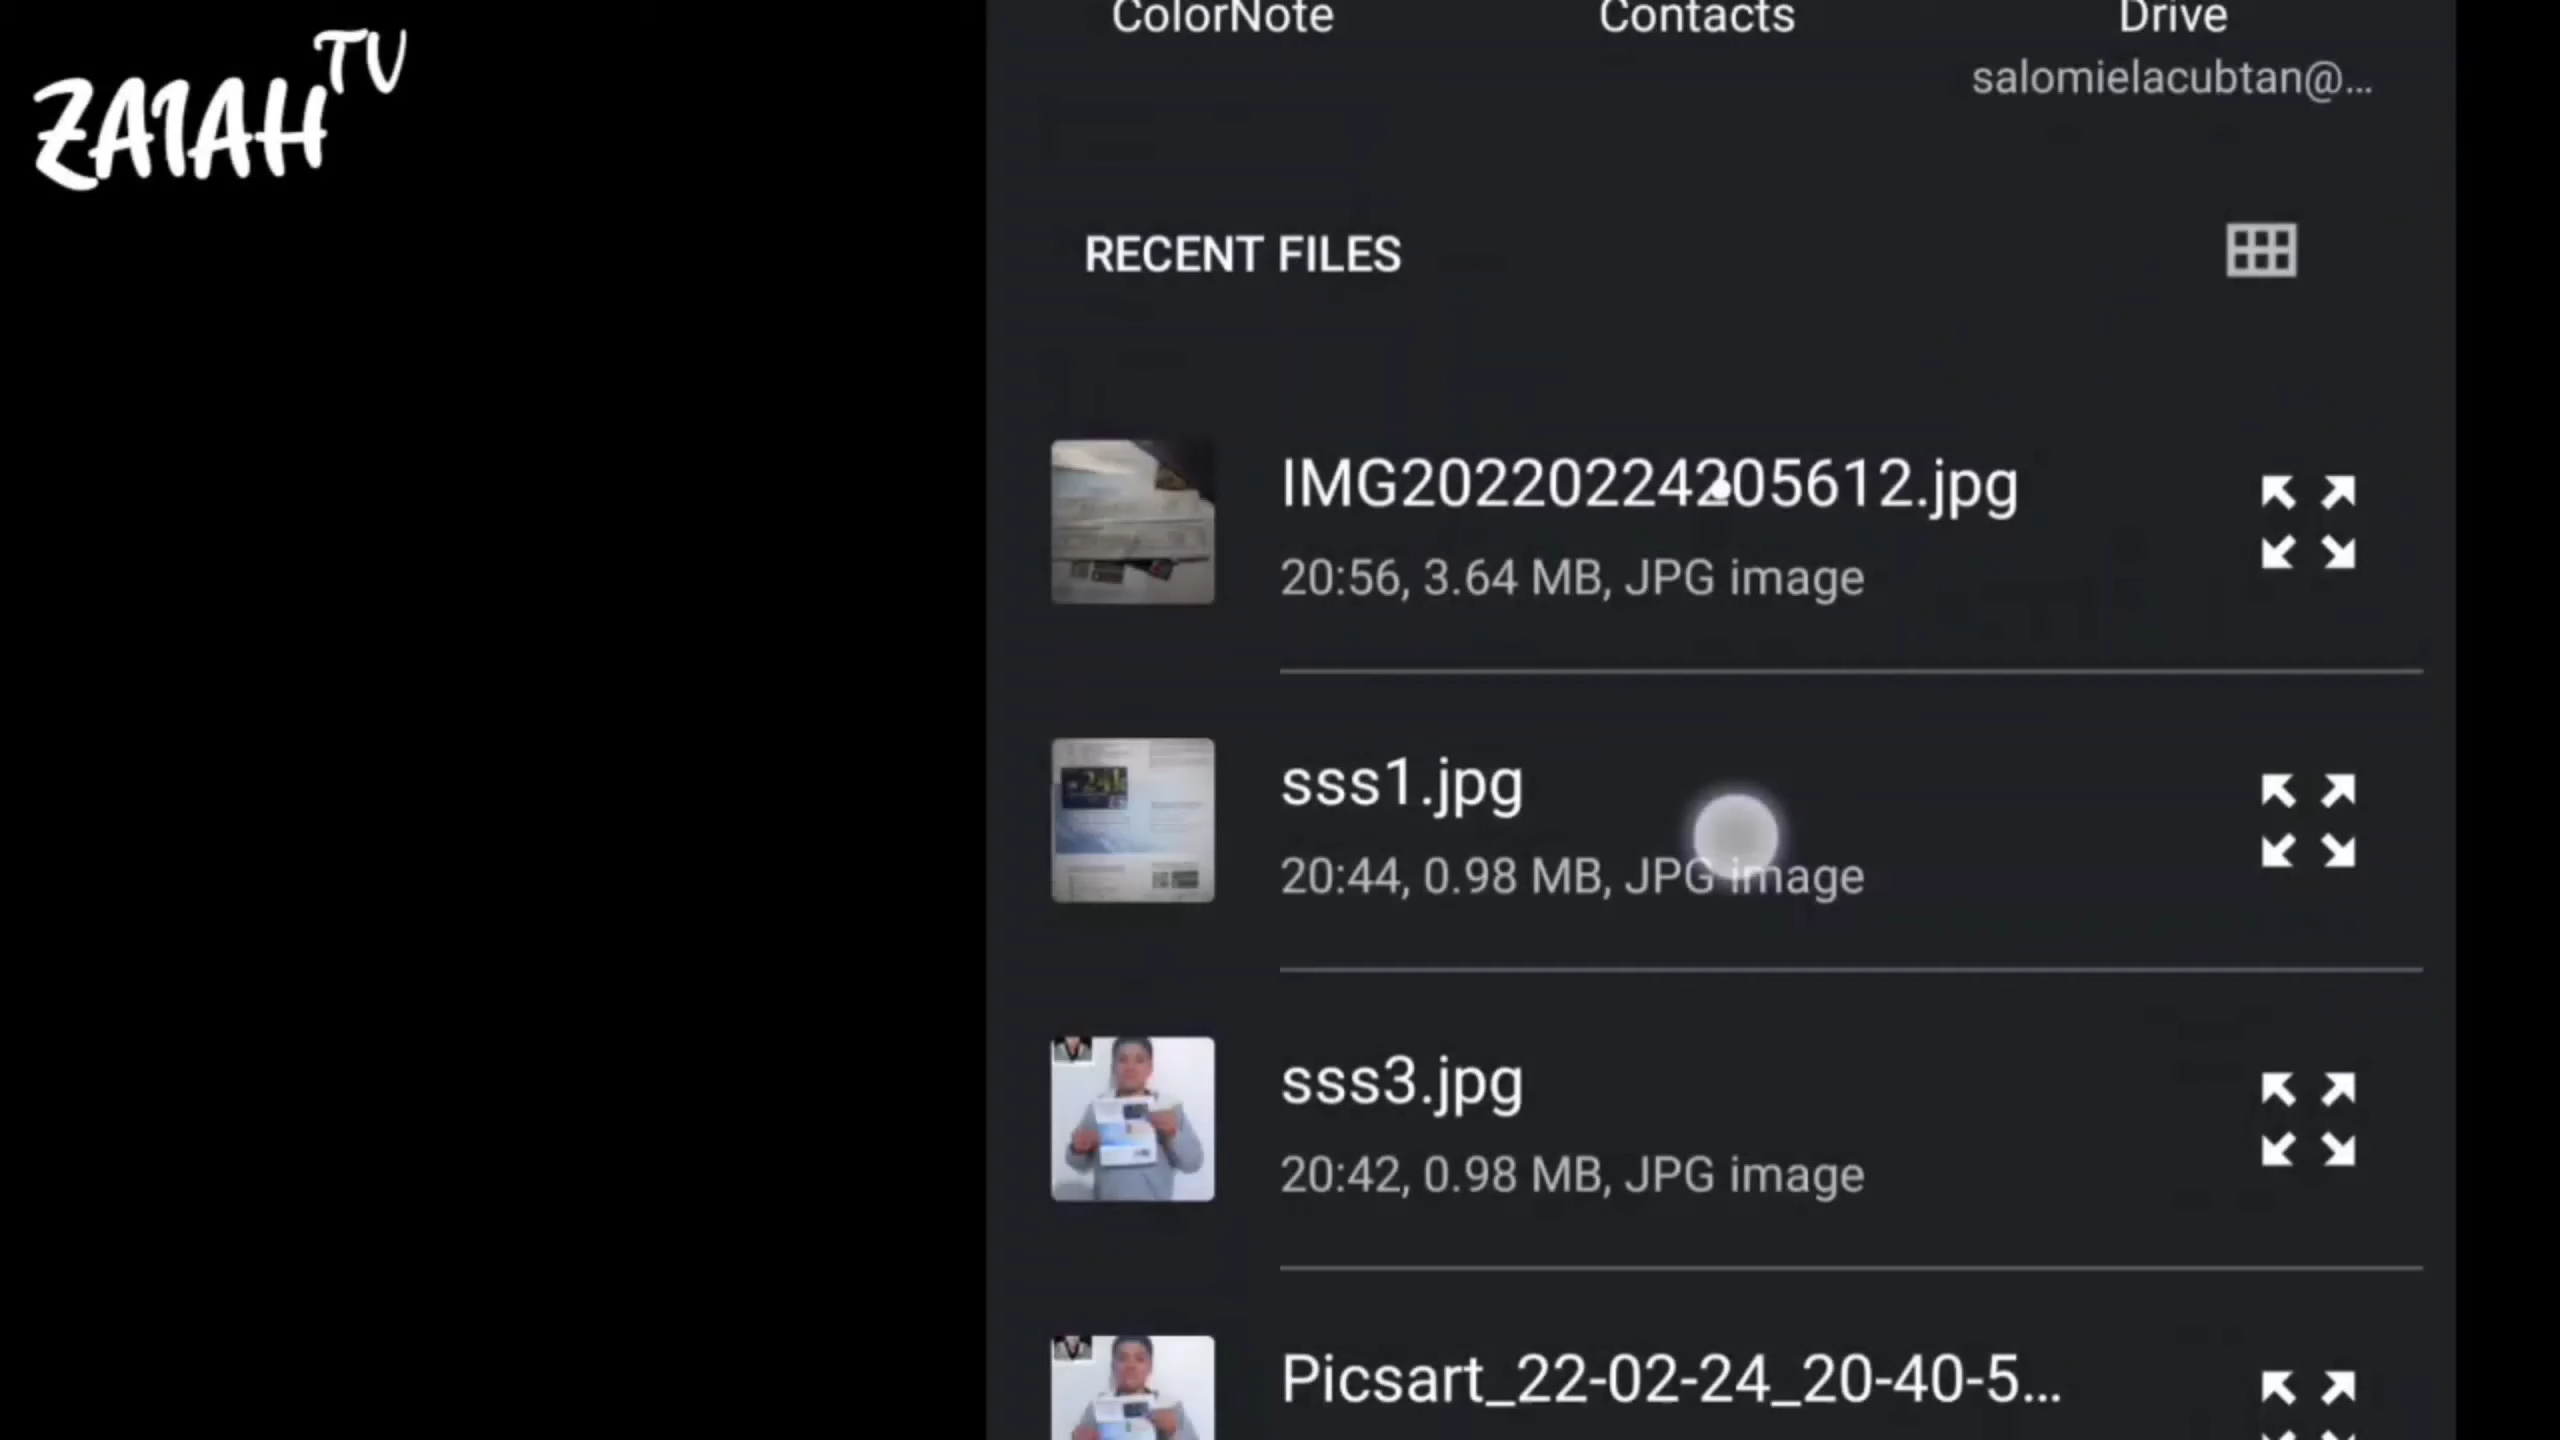 ZAIAH TV
ColorNote Contacts Drive
salomielacubtan@...
RECENT FILES
IMG20220224205612.jpg
20:56, 3.64 MB, JPG image
sss1.jpg
20:44, 0.98 MB, JPG image
sss3.jpg
20:42, 0.98 MB, JPG image
Picsart_22-02-24_20-40-5...